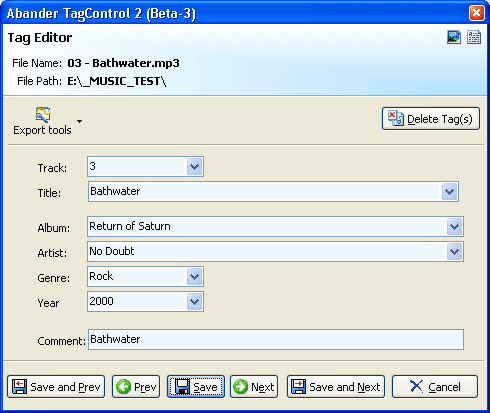 Abander TagControl 2 (Beta-3)
Tag Editor
File Name: 03 - Bathwater.mp3
File Path: E:\_MUSIC_TEST\
Export tools
Delete Tag(s)
Track: 3
Title: Bathwater
Album: Return of Saturn
Artist: No Doubt
Genre: Rock
Year 2000
Comment: Bathwater
Save and Prev Prev Save Next Save and Next Cancel